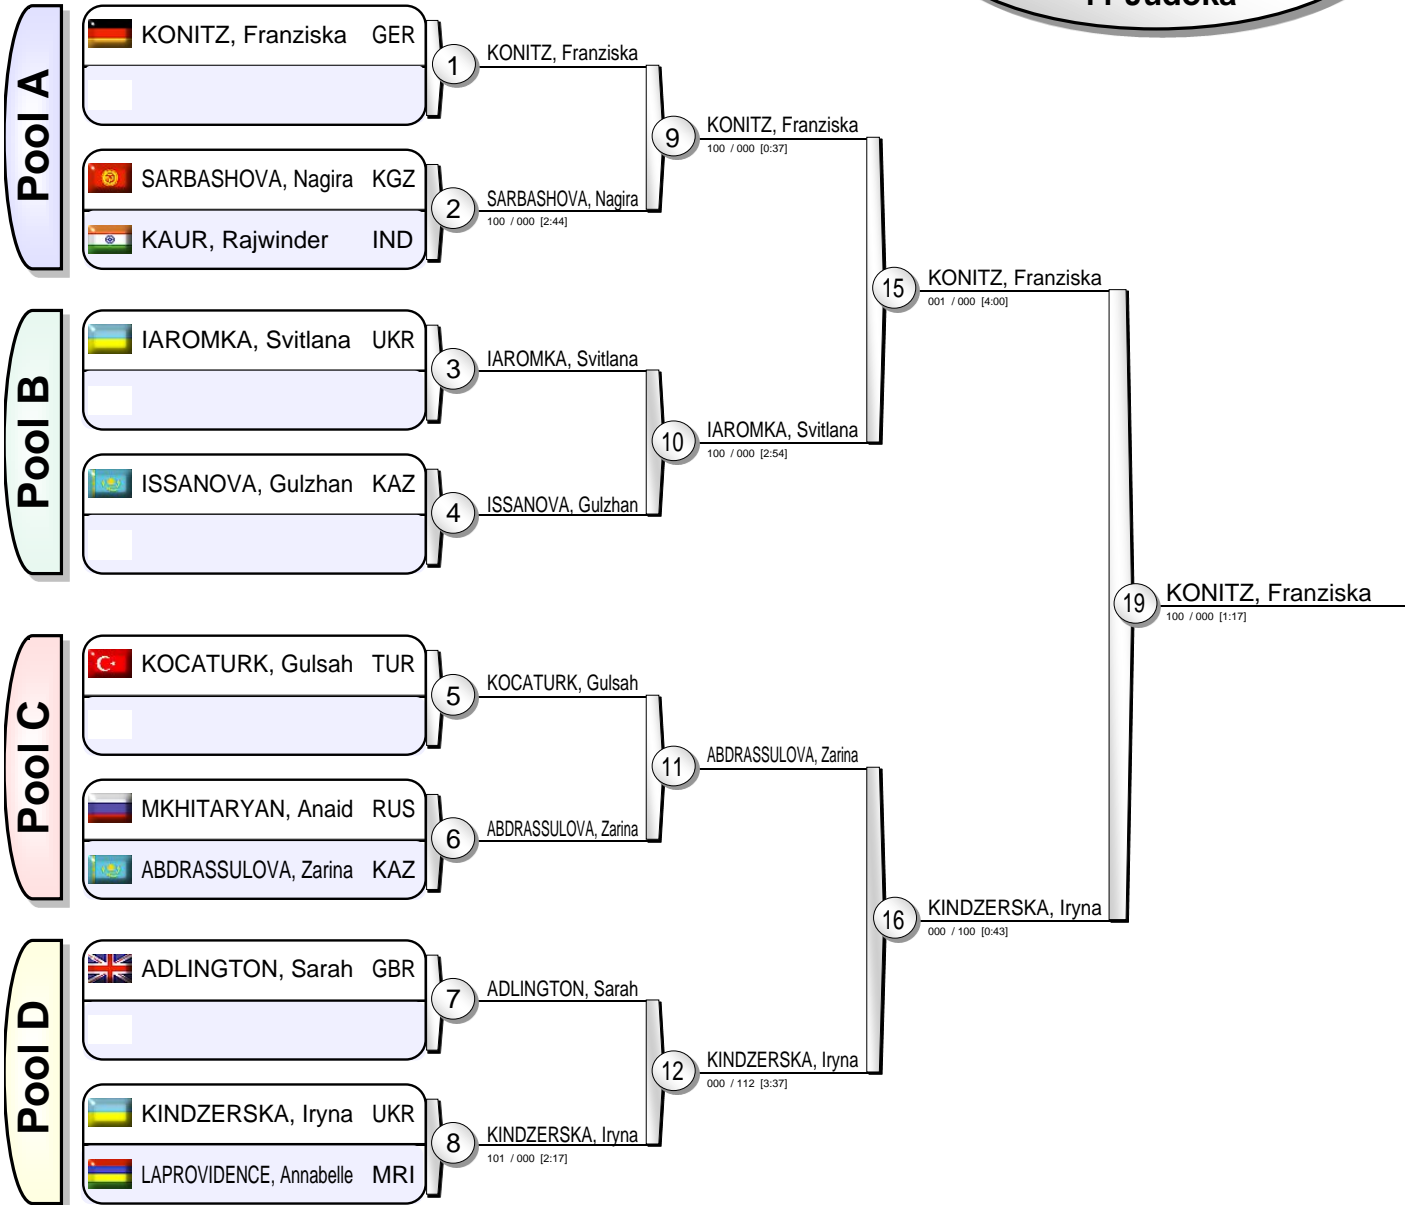 11 Judoka
Pool A
KONITZ, Franziska GER
1
KONITZ, Franziska
SARBASHOVA, Nagira KGZ
KAUR, Rajwinder IND
2
SARBASHOVA, Nagira
100 / 000 [2:44]
9
KONITZ, Franziska
100 / 000 [0:37]
Pool B
IAROMKA, Svitlana UKR
3
IAROMKA, Svitlana
ISSANOVA, Gulzhan KAZ
4
ISSANOVA, Gulzhan
10
IAROMKA, Svitlana
100 / 000 [2:54]
15
KONITZ, Franziska
001 / 000 [4:00]
Pool C
KOCATURK, Gulsah TUR
5
KOCATURK, Gulsah
MKHITARYAN, Anaid RUS
ABDRASSULOVA, Zarina KAZ
6
ABDRASSULOVA, Zarina
11
ABDRASSULOVA, Zarina
Pool D
ADLINGTON, Sarah GBR
7
ADLINGTON, Sarah
KINDZERSKA, Iryna UKR
LAPROVIDENCE, Annabelle MRI
8
KINDZERSKA, Iryna
101 / 000 [2:17]
12
KINDZERSKA, Iryna
000 / 112 [3:37]
16
KINDZERSKA, Iryna
000 / 100 [0:43]
19
KONITZ, Franziska
100 / 000 [1:17]